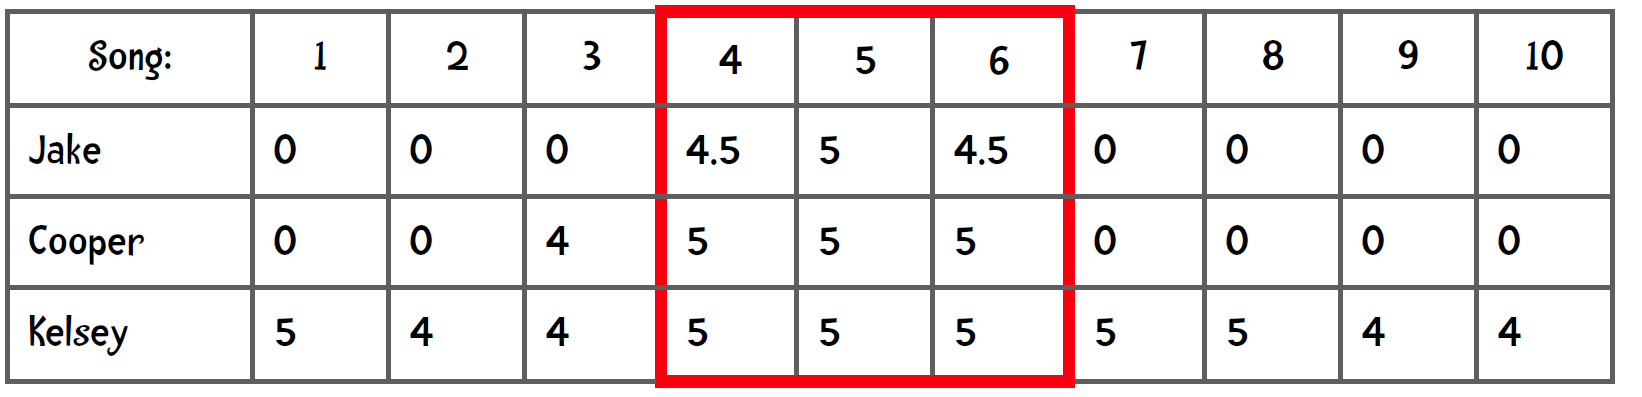 Song: 1 2 3 4 5 6 7 8 9 10
Jake 0 0 0 4.5 5 4.5 0 0 0 0
Cooper 0 0 4 5 5 5 0 0 0 0
Kelsey 5 4 4 5 5 5 5 5 4 4